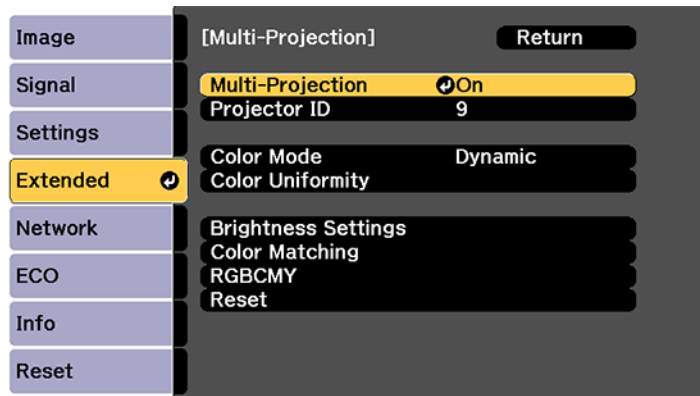 Image
Signal
Settings
Extended
Network
ECO
Info
Reset
[Multi-Projection] Return
Multi-Projection On
Projector ID 9
Color Mode Dynamic
Color Uniformity
Brightness Settings
Color Matching
RGBCMY
Reset